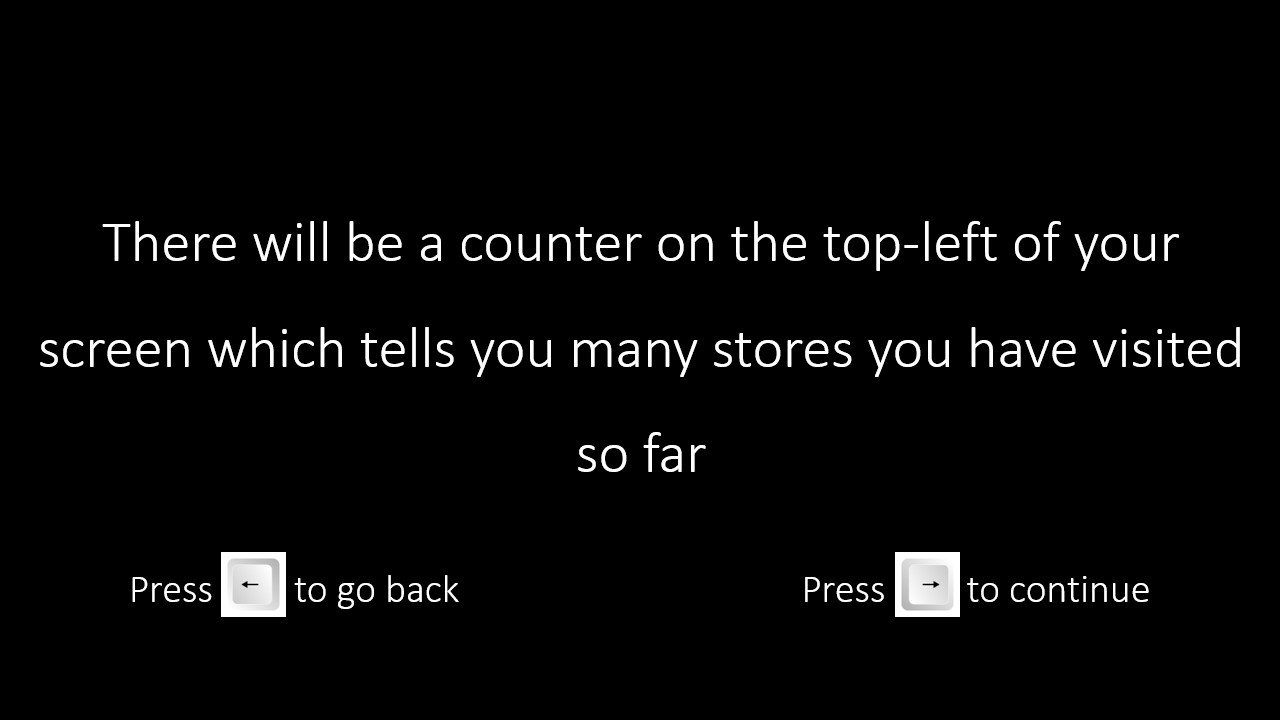 There will be a counter on the top-left of your
screen which tells you many stores you have visited
so far
Press ← to go back
Press → to continue